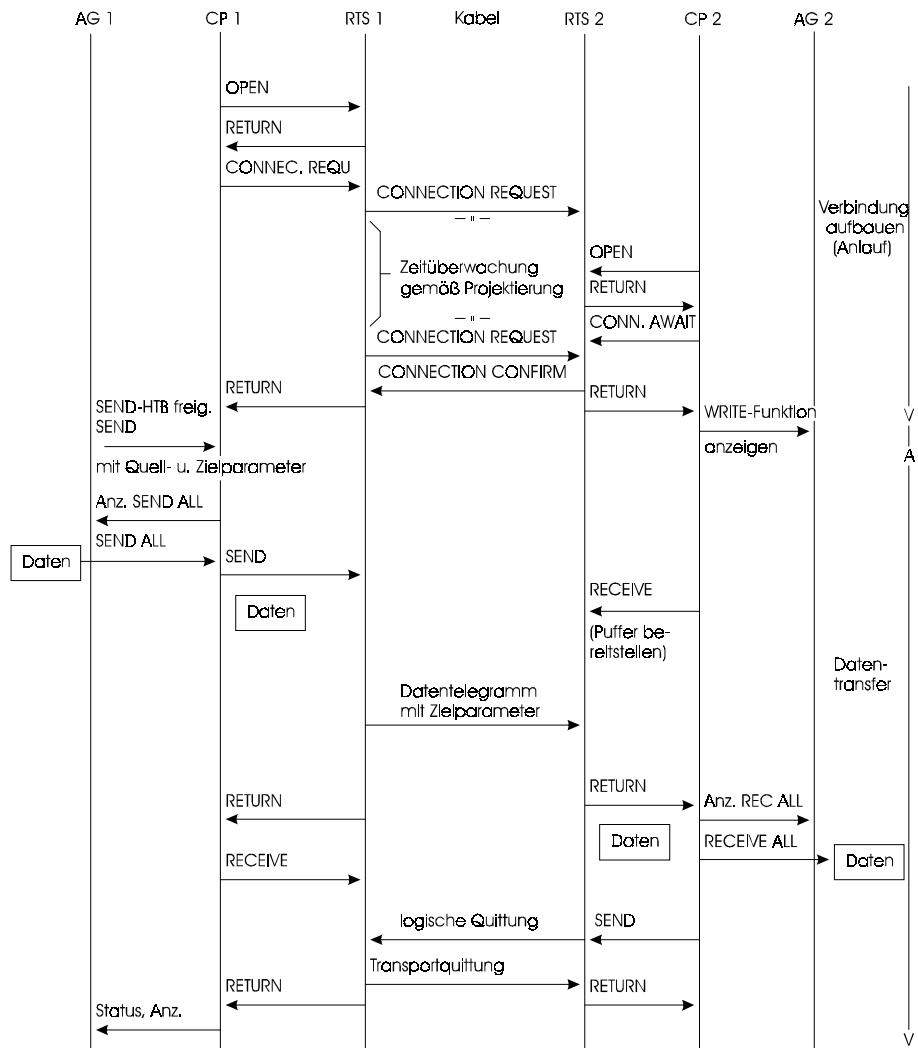 AG 1 CP 1 RTS 1 Kabel RTS 2 CP 2 AG 2
OPEN
RETURN
CONNEC. REQU
CONNECTION REQUEST
— " —
Verbindung
aufbauen
(Anlauf)
OPEN
Zeitüberwachung
gemäß Projektierung
RETURN
— " —
CONN. AWAIT
CONNECTION REQUEST
CONNECTION CONFIRM
RETURN
RETURN
SEND-HTB freig.
SEND
WRITE-Funktion
anzeigen
mit Quell- u. Zielparameter
Anz. SEND ALL
SEND ALL
Daten
SEND
Daten
RECEIVE
(Puffer be-
reitstellen)
Daten-
transfer
Datentelegramm
mit Zielparameter
RETURN
RETURN
Anz. REC ALL
Daten
RECEIVE ALL
Daten
RECEIVE
logische Quittung
SEND
Transportquittung
RETURN
RETURN
Status, Anz.